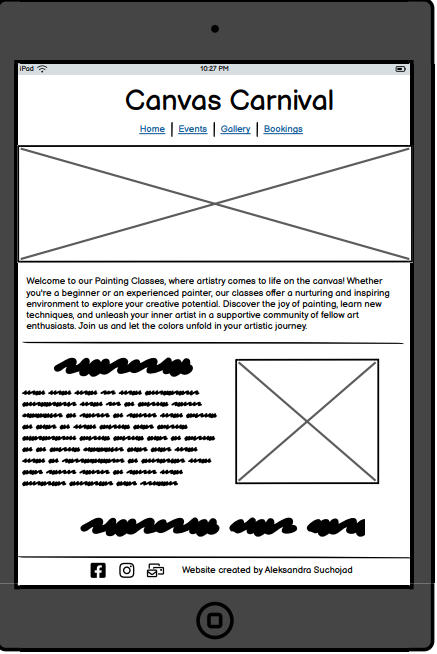 iPad
10:27 PM
Canvas Carnival
Home | Events | Gallery | Bookings
Welcome to our Painting Classes, where artistry comes to life on the canvas! Whether
you're a beginner or an experienced painter, our classes offer a nurturing and inspiring
environment to explore your creative potential. Discover the joy of painting, learn new
techniques, and unleash your inner artist in a supportive community of fellow art
enthusiasts. Join us and let the colors unfold in your artistic journey.
Website created by Aleksandra Suchojad